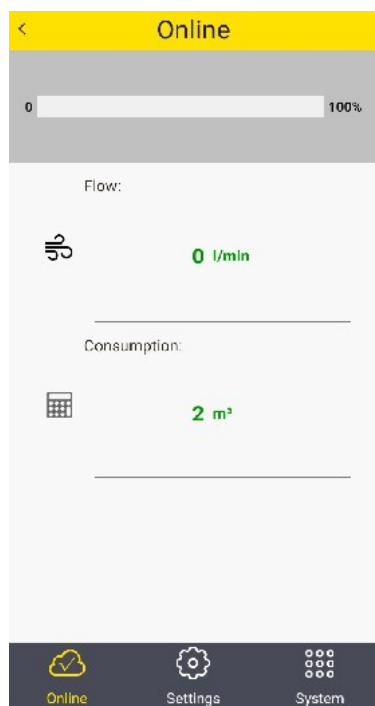 < Online
0 100%
Flow:
0 l/min
Consumption:
2 m³
Online Settings System